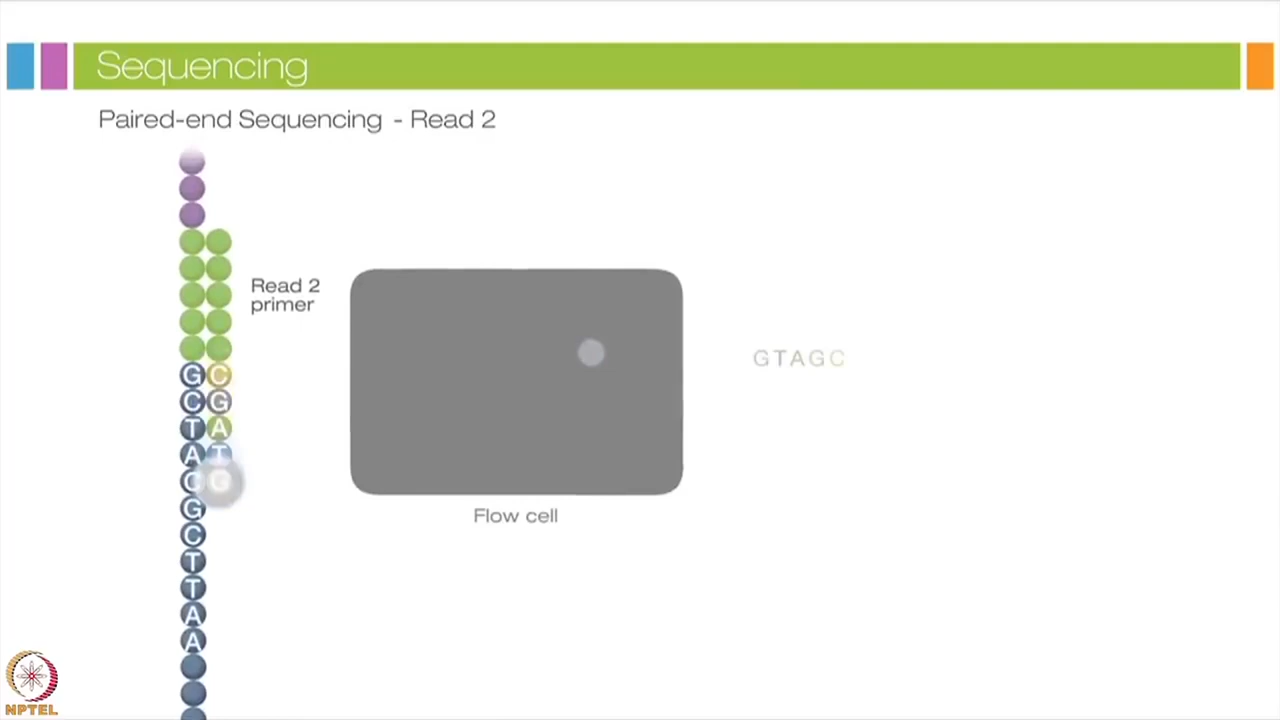 Sequencing
Paired-end Sequencing - Read 2
Read 2
primer
G C
C G
T A
A T
C G
G
C
T
T
A
A
GTAGC
Flow cell
NPTEL